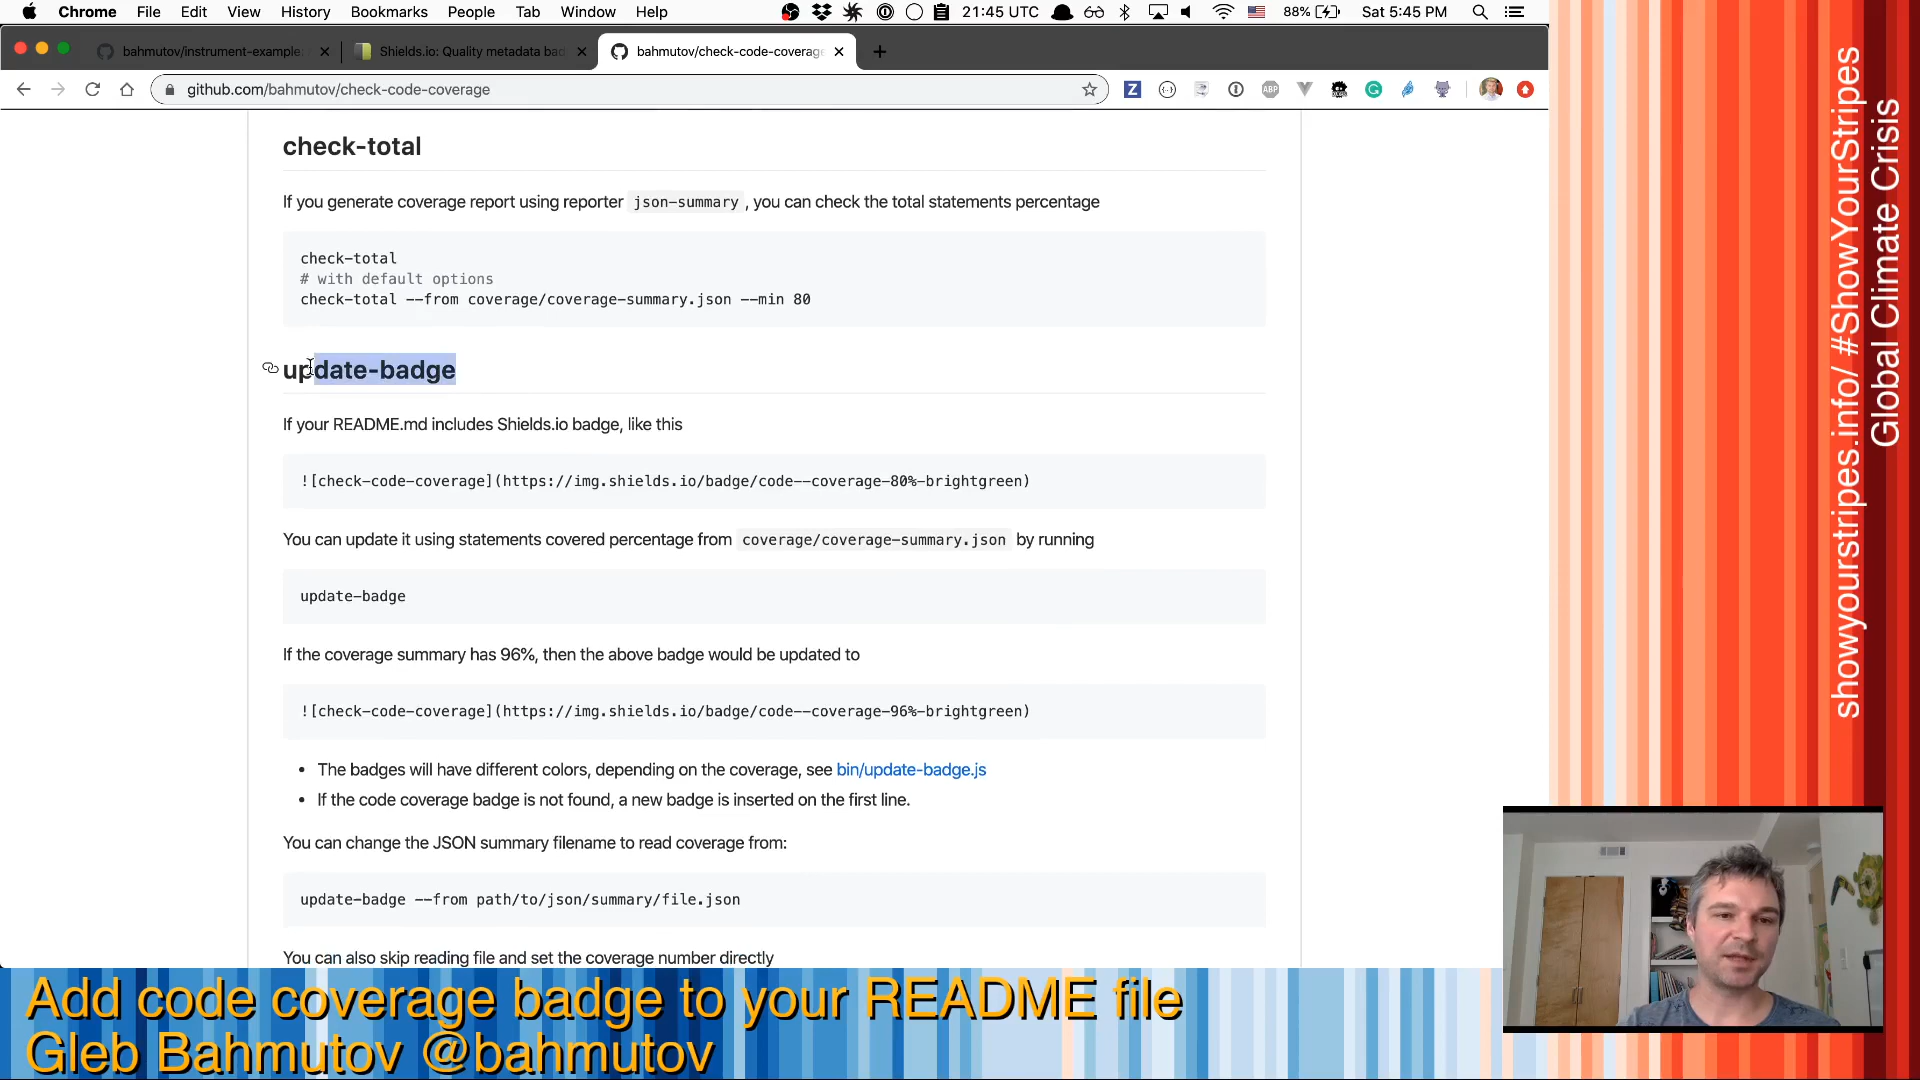 Chrome File Edit View History Bookmarks People Tab Window Help 21:45 UTC 88% Sat 5:45 PM
bahmutov/instrument-example: Shields.io: Quality metadata bad bahmutov/check-code-coverage
github.com/bahmutov/check-code-coverage
check-total
If you generate coverage report using reporter json-summary , you can check the total statements percentage
check-total
# with default options
check-total --from coverage/coverage-summary.json --min 80
update-badge
If your README.md includes Shields.io badge, like this
![check-code-coverage](https://img.shields.io/badge/code--coverage-80%-brightgreen)
You can update it using statements covered percentage from coverage/coverage-summary.json by running
update-badge
If the coverage summary has 96%, then the above badge would be updated to
![check-code-coverage](https://img.shields.io/badge/code--coverage-96%-brightgreen)
• The badges will have different colors, depending on the coverage, see bin/update-badge.js
• If the code coverage badge is not found, a new badge is inserted on the first line.
You can change the JSON summary filename to read coverage from:
update-badge --from path/to/json/summary/file.json
You can also skip reading file and set the coverage number directly
showyourstripes.info/ #ShowYourStripes
Global Climate Crisis
Add code coverage badge to your README file
Gleb Bahmutov @bahmutov